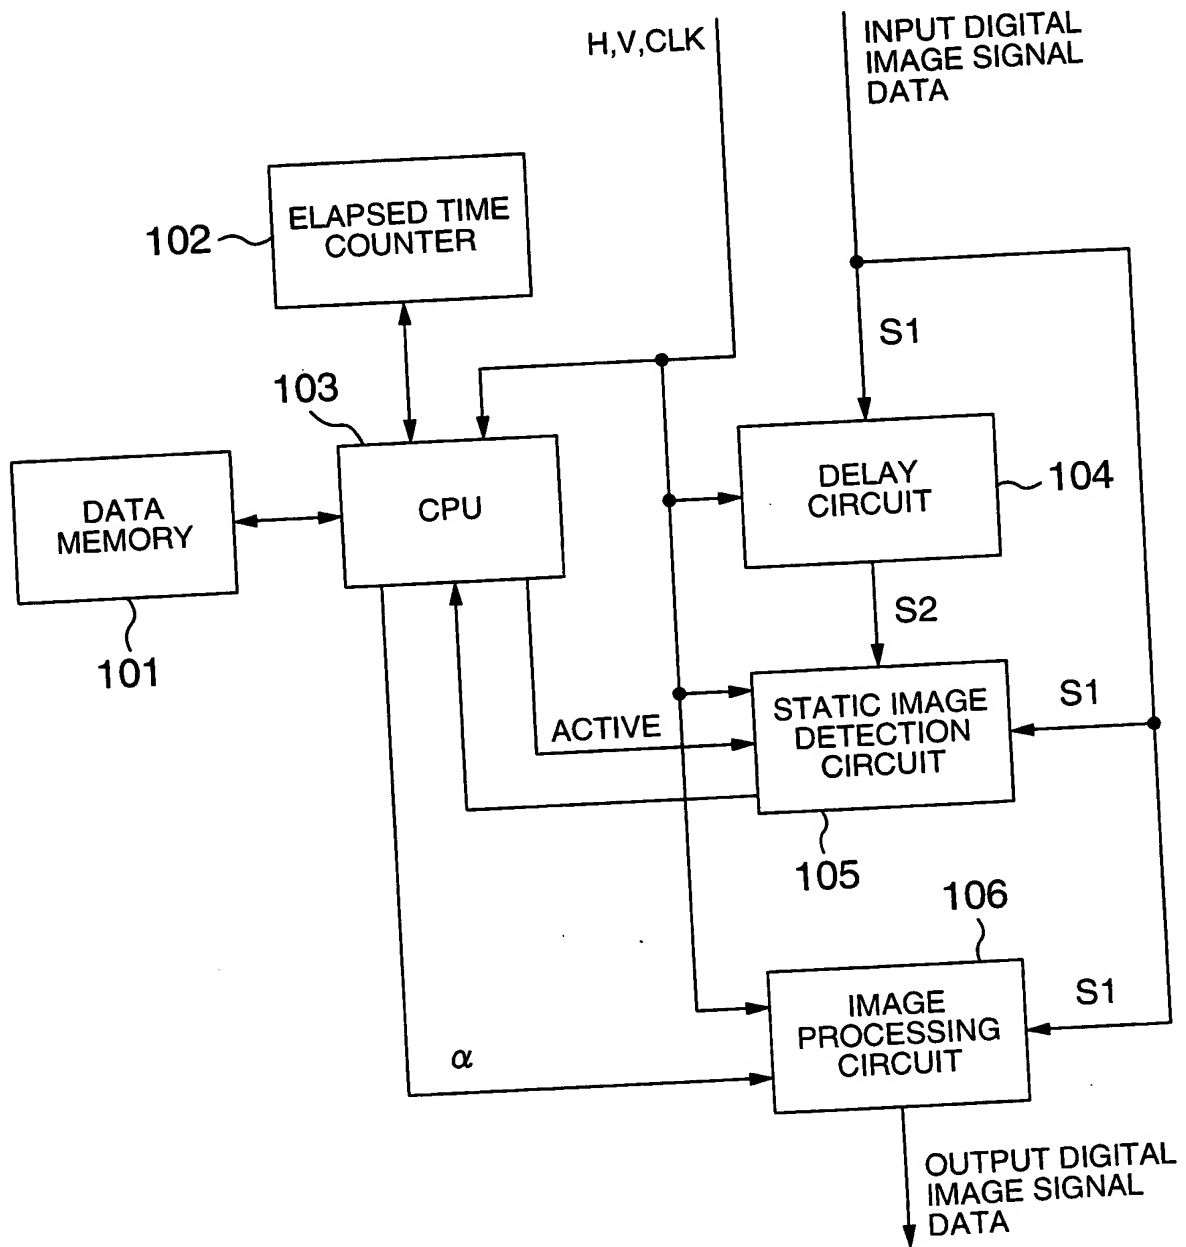 H,V,CLK
INPUT DIGITAL
IMAGE SIGNAL
DATA
ELAPSED TIME
COUNTER
102
S1
103
DATA
MEMORY
CPU
DELAY
CIRCUIT
104
101
S2
ACTIVE
STATIC IMAGE
DETECTION
CIRCUIT
S1
105
106
IMAGE
PROCESSING
CIRCUIT
S1
α
OUTPUT DIGITAL
IMAGE SIGNAL
DATA